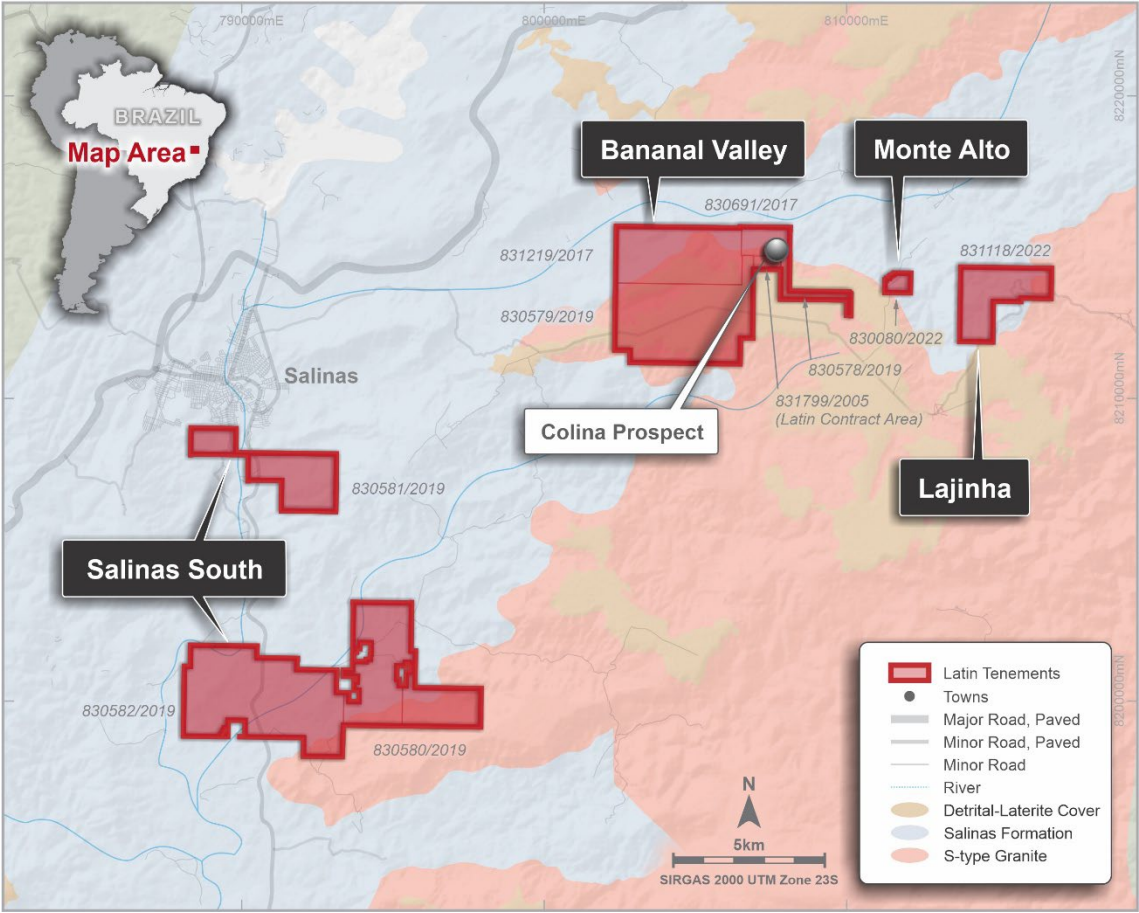 790000mE
800000mE
810000mE
8220000mN
BRAZIL
Map Area
Bananal Valley
Monte Alto
830691/2017
831219/2017
831118/2022
830579/2019
830080/2022
830578/2019
831799/2005
(Latin Contract Area)
Salinas
Colina Prospect
8210000mN
830581/2019
Lajinha
Salinas South
830582/2019
830580/2019
8200000mN
Latin Tenements
Towns
Major Road, Paved
Minor Road, Paved
Minor Road
River
Detrital-Laterite Cover
Salinas Formation
S-type Granite
N
5km
SIRGAS 2000 UTM Zone 23S